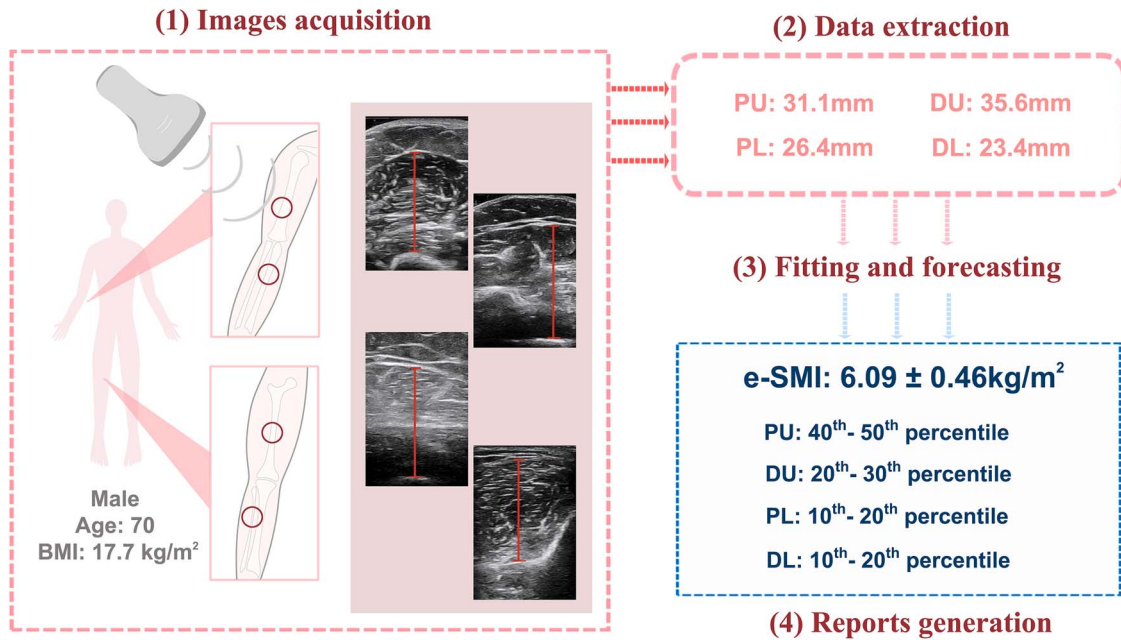 (1) Images acquisition
Male
Age: 70
BMI: 17.7 kg/m²
(2) Data extraction
PU: 31.1mm DU: 35.6mm
PL: 26.4mm DL: 23.4mm
(3) Fitting and forecasting
e-SMI: 6.09 ± 0.46kg/m²
PU: 40th- 50th percentile
DU: 20th- 30th percentile
PL: 10th- 20th percentile
DL: 10th- 20th percentile
(4) Reports generation